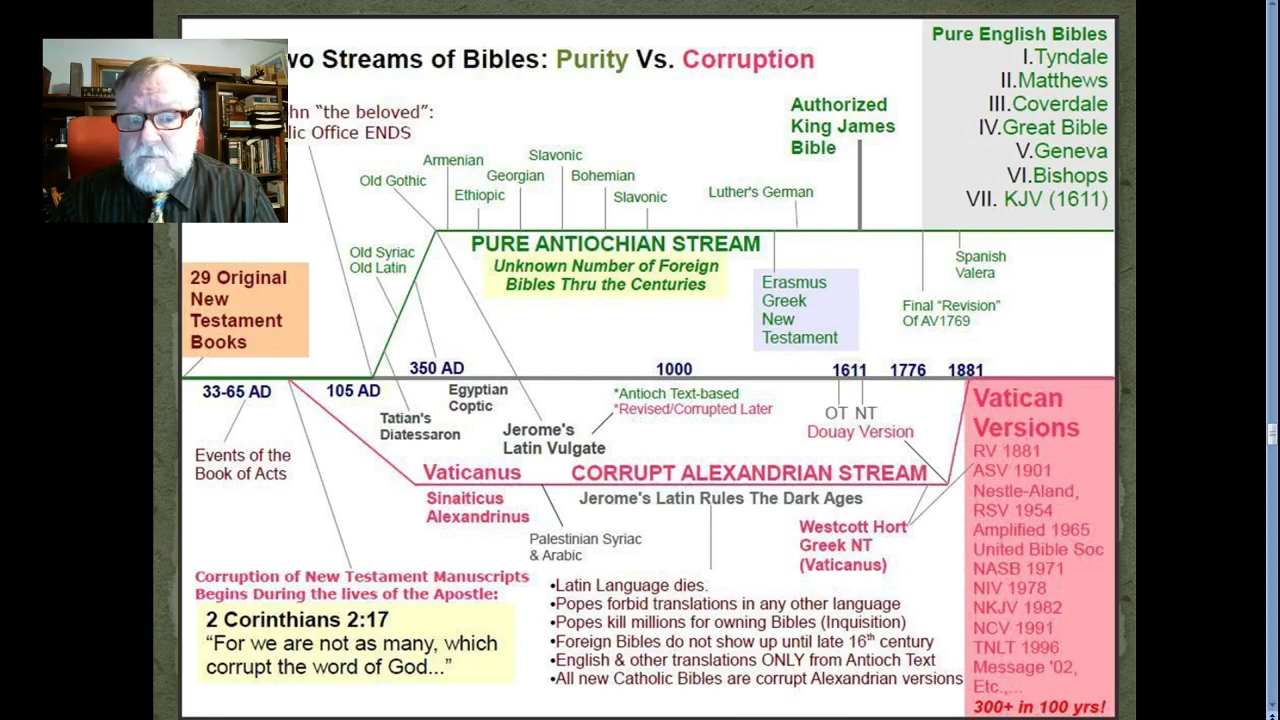 wo Streams of Bibles: Purity Vs. Corruption
Pure English Bibles
I.Tyndale
II.Matthews
III.Coverdale
IV.Great Bible
V.Geneva
VI.Bishops
VII. KJV (1611)
hn “the beloved”:
lic Office ENDS
Authorized
King James
Bible
Old Gothic
Armenian
Ethiopic
Georgian
Slavonic
Bohemian
Slavonic
Luther's German
PURE ANTIOCHIAN STREAM
Unknown Number of Foreign
Bibles Thru the Centuries
Old Syriac
Old Latin
Spanish
Valera
29 Original
New
Testament
Books
Erasmus
Greek
New
Testament
Final “Revision”
Of AV1769
33-65 AD
105 AD
350 AD
1000
1611
1776
1881
Egyptian
Coptic
Tatian's
Diatessaron
Jerome's
Latin Vulgate
*Antioch Text-based
*Revised/Corrupted Later
OT NT
Douay Version
Events of the
Book of Acts
Vaticanus
CORRUPT ALEXANDRIAN STREAM
Sinaiticus
Alexandrinus
Jerome's Latin Rules The Dark Ages
Palestinian Syriac
& Arabic
Westcott Hort
Greek NT
(Vaticanus)
Vatican
Versions
RV 1881
ASV 1901
Nestle-Aland,
RSV 1954
Amplified 1965
United Bible Soc
NASB 1971
NIV 1978
NKJV 1982
NCV 1991
TNLT 1996
Message '02,
Etc.,...
300+ in 100 yrs!
Corruption of New Testament Manuscripts
Begins During the lives of the Apostle:
2 Corinthians 2:17
“For we are not as many, which
corrupt the word of God...”
•Latin Language dies.
•Popes forbid translations in any other language
•Popes kill millions for owning Bibles (Inquisition)
•Foreign Bibles do not show up until late 16th century
•English & other translations ONLY from Antioch Text
•All new Catholic Bibles are corrupt Alexandrian versions